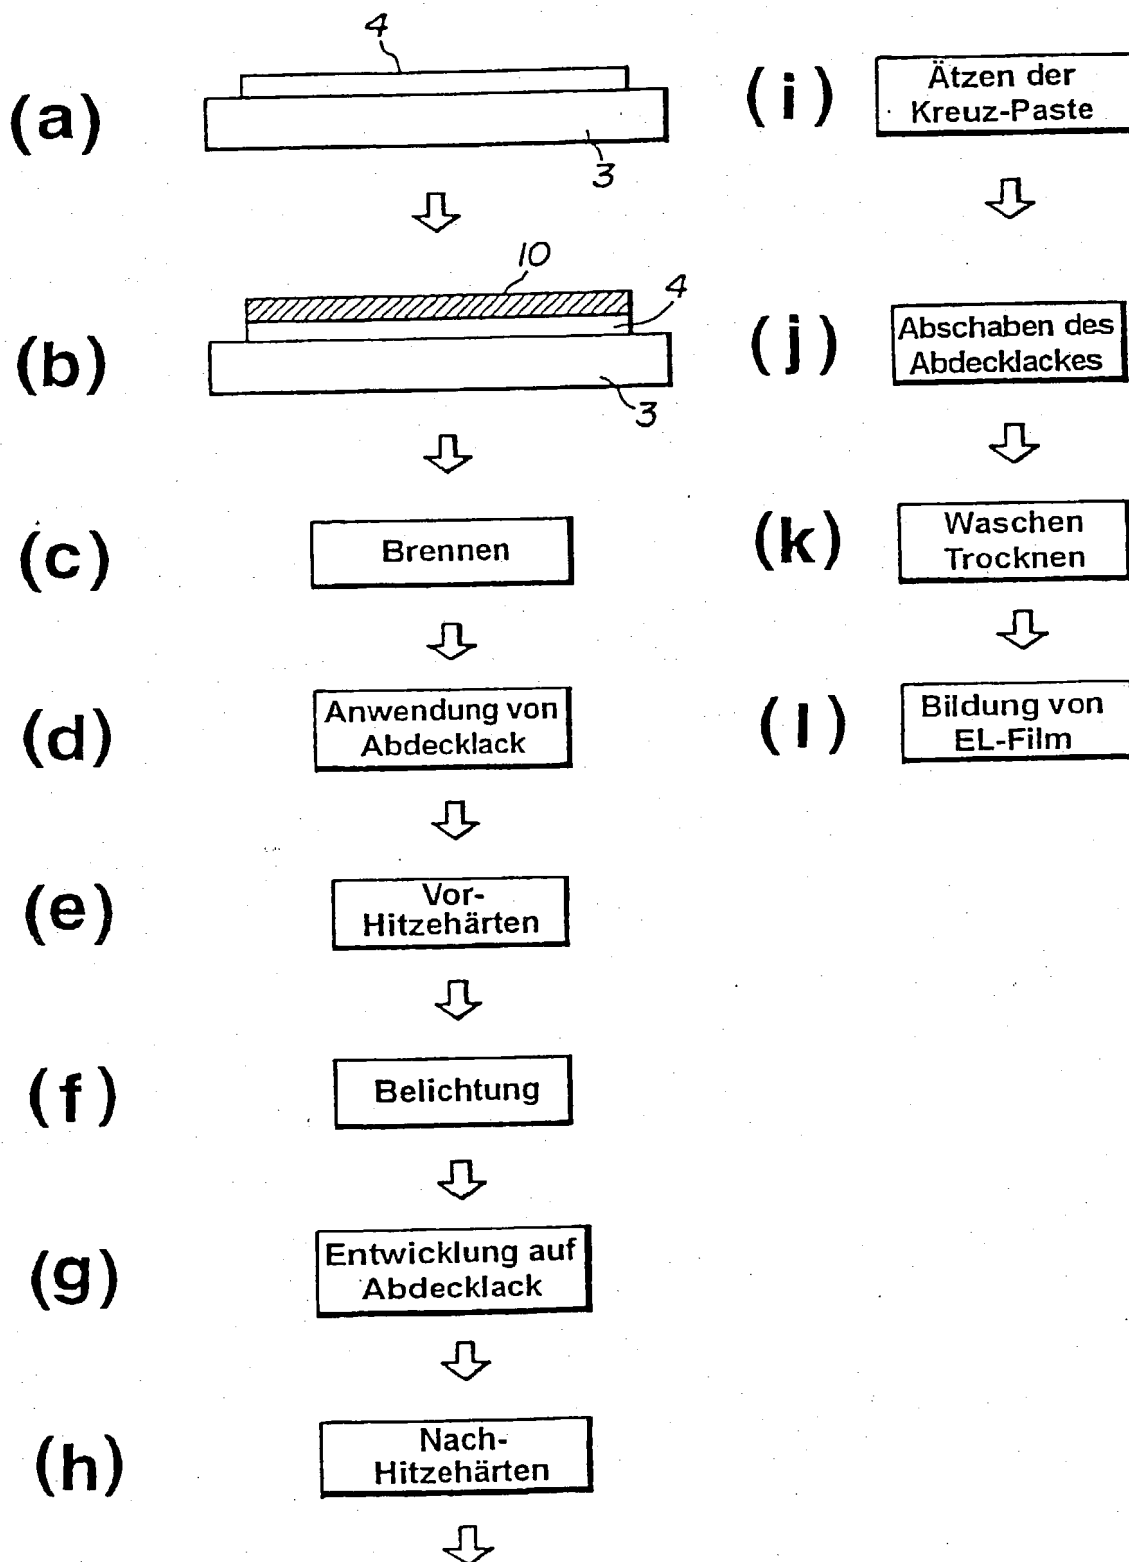 (a)
4
3
(b)
10
4
3
(c)
Brennen
(d)
Anwendung von
Abdecklack
(e)
Vor-
Hitzehärten
(f)
Belichtung
(g)
Entwicklung auf
Abdecklack
(h)
Nach-
Hitzehärten
(i)
Ätzen der
Kreuz-Paste
(j)
Abschaben des
Abdecklackes
(k)
Waschen
Trocknen
(l)
Bildung von
EL-Film